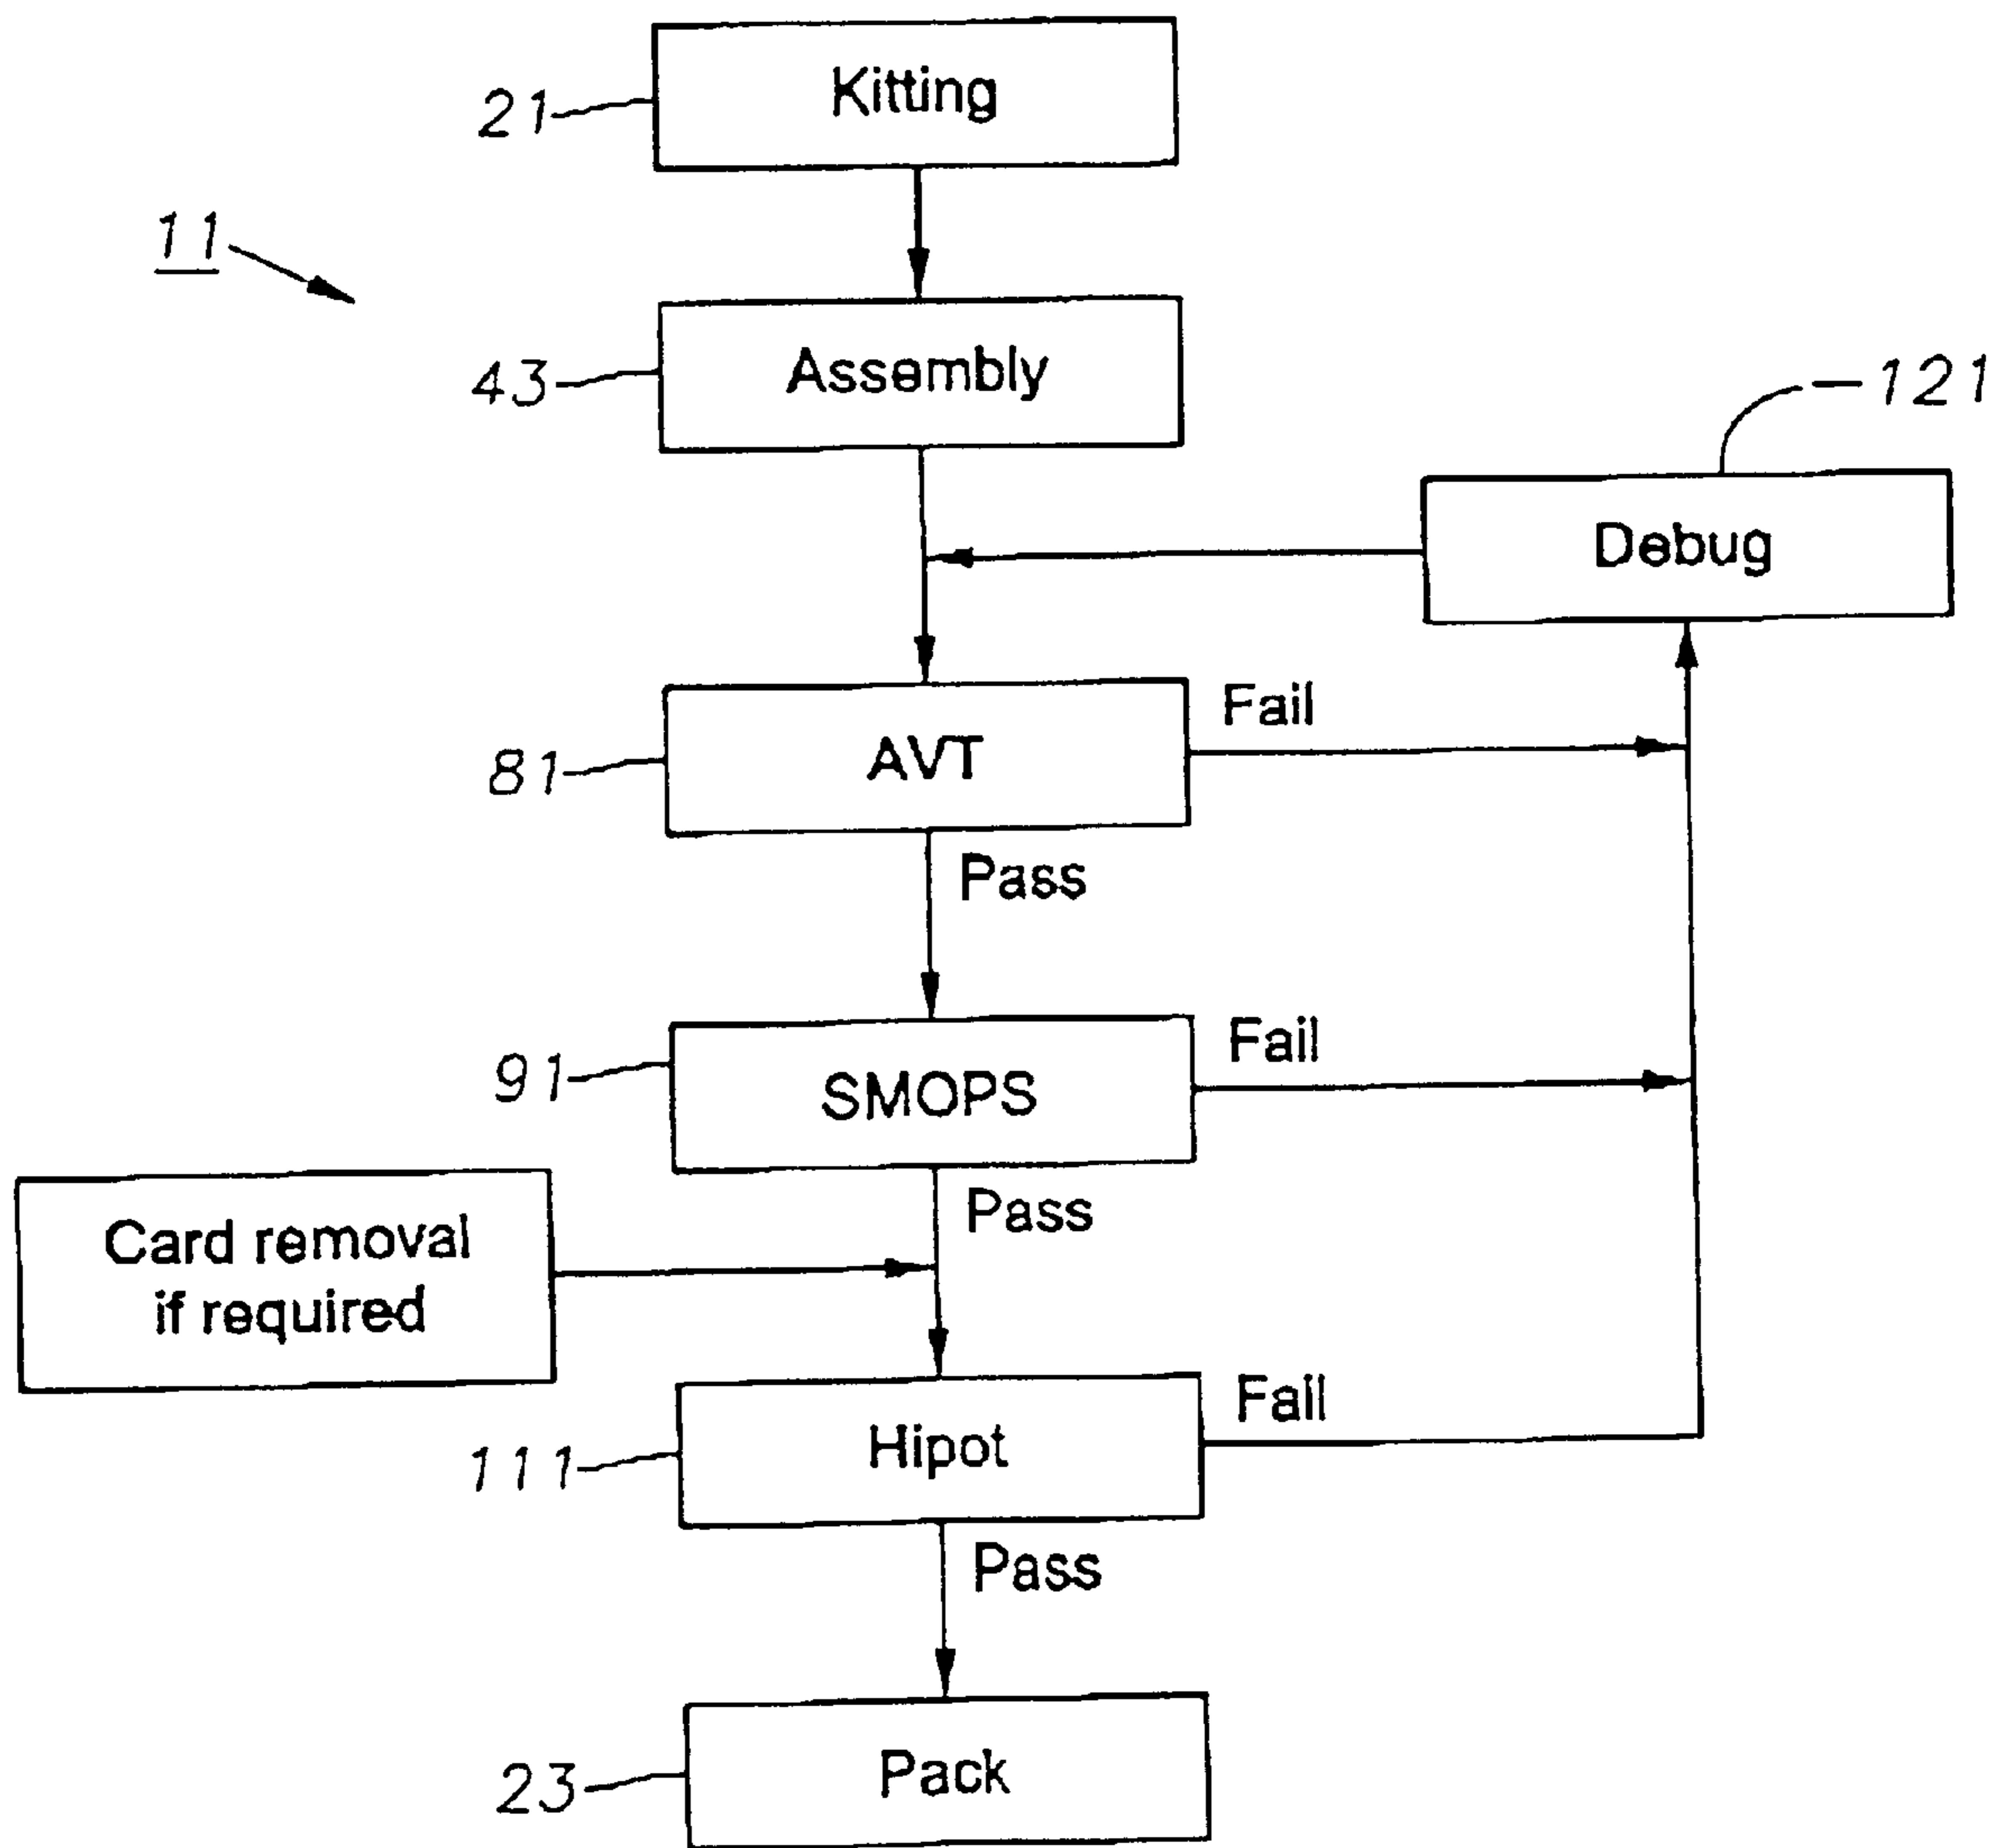 Kitting
21
11
Assembly
43
121
Debug
Fail
AVT
81
Pass
Fail
91
SMOPS
Pass
Card removal
if required
Fail
Hipot
111
Pass
Pack
23